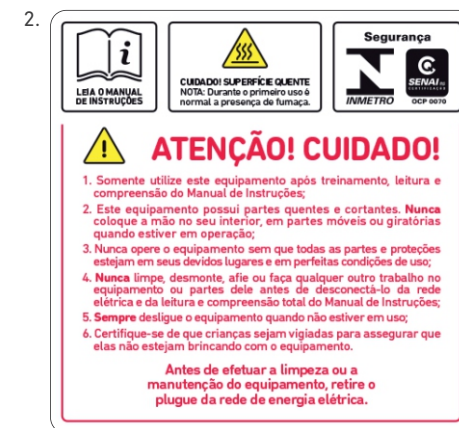 2.
LEIA O MANUAL
DE INSTRUÇÕES
CUIDADO! SUPERFÍCIE QUENTE
NOTA: Durante o primeiro uso é
normal a presença de fumaça.
Segurança
INMETRO
SENAI
CERTIFICAÇÃO
OCP 0070
ATENÇÃO! CUIDADO!
1. Somente utilize este equipamento após treinamento, leitura e
compreensão do Manual de Instruções;
2. Este equipamento possui partes quentes e cortantes. Nunca
coloque a mão no seu interior, em partes móveis ou giratórias
quando estiver em operação;
3. Nunca opere o equipamento sem que todas as partes e proteções
estejam em seus devidos lugares e em perfeitas condições de uso;
4. Nunca limpe, desmonte, afie ou faça qualquer outro trabalho no
equipamento ou partes dele antes de desconectá-lo da rede
elétrica e da leitura e compreensão total do Manual de Instruções;
5. Sempre desligue o equipamento quando não estiver em uso;
6. Certifique-se de que crianças sejam vigiadas para assegurar que
elas não estejam brincando com o equipamento.
Antes de efetuar a limpeza ou a
manutenção do equipamento, retire o
plugue da rede de energia elétrica.